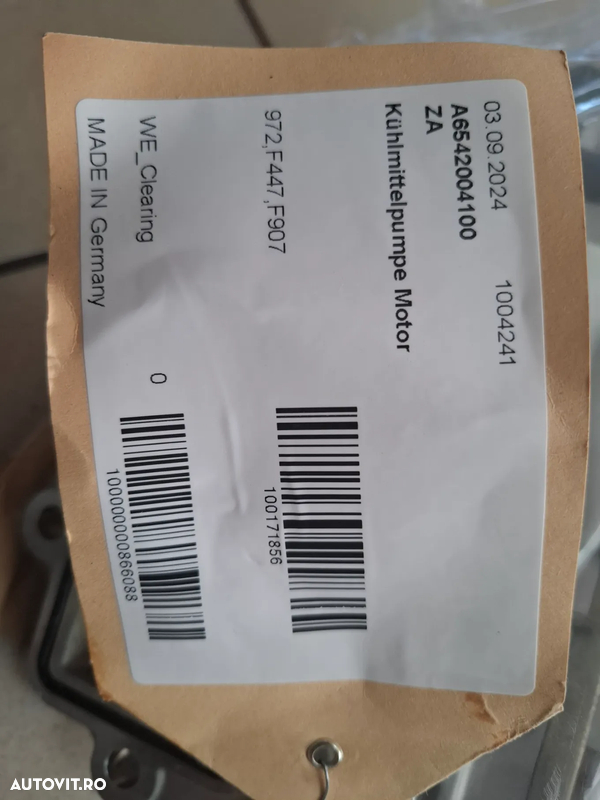 03.09.2024 1004241
A6542004100
ZA
Kühlmittelpumpe Motor
972,F447,F907
100171856
WE_Clearing 0
100000000866088
MADE IN Germany
AUTOVIT.RO